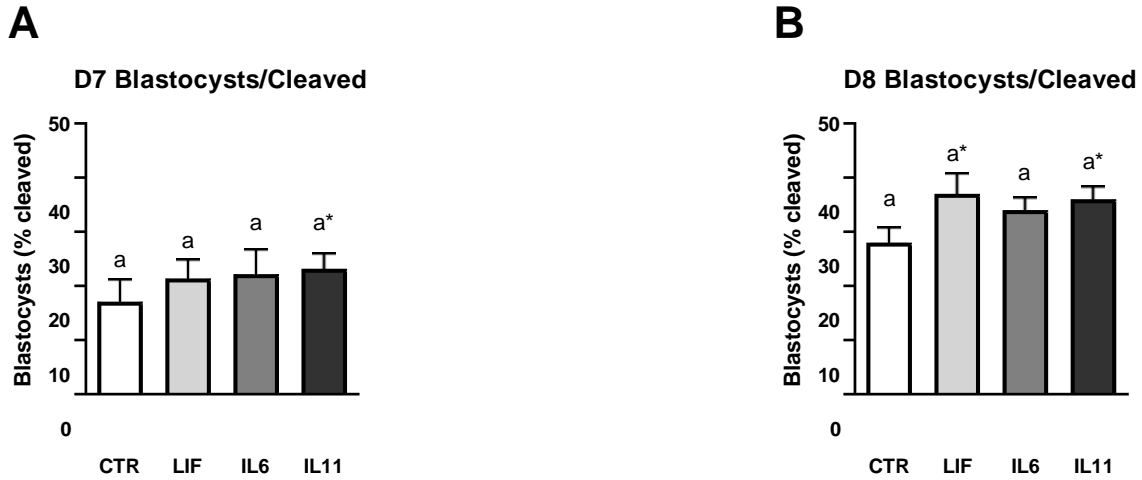 A
D7 Blastocysts/Cleaved
Blastocysts (% cleaved)
50
40
30
20
10
0
a
a
a
a*
CTR LIF IL6 IL11
B
D8 Blastocysts/Cleaved
Blastocysts (% cleaved)
50
40
30
20
10
0
a
a*
a
a*
CTR LIF IL6 IL11